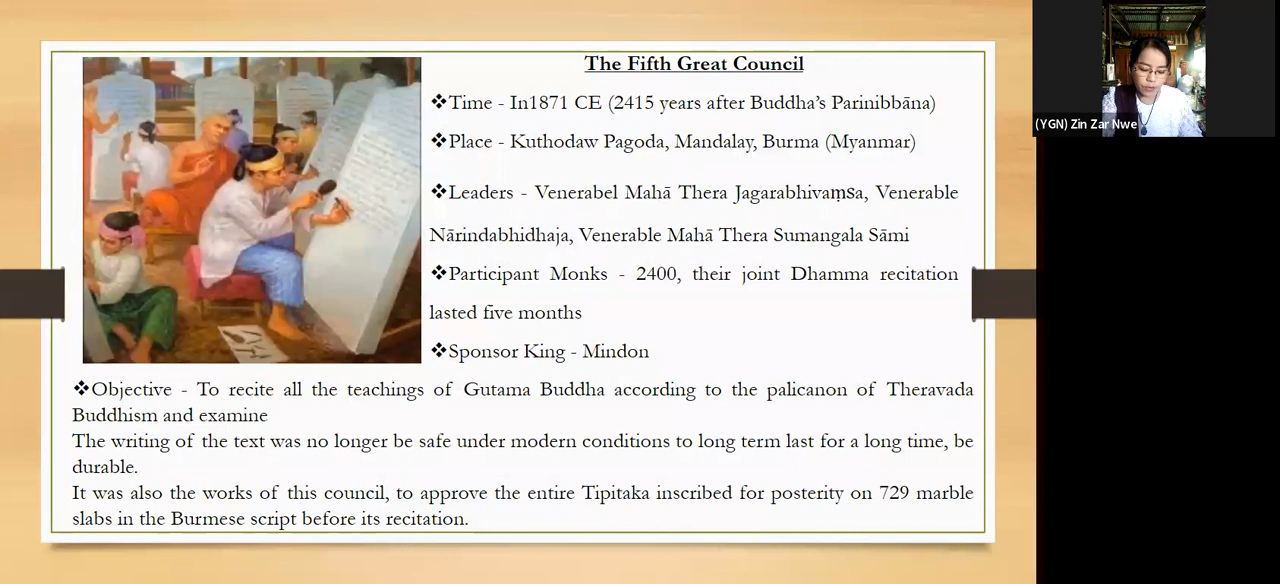 The Fifth Great Council
❖Time - In1871 CE (2415 years after Buddha's Parinibbāna)
❖Place - Kuthodaw Pagoda, Mandalay, Burma (Myanmar)
❖Leaders - Venerabel Mahā Thera Jagarabhivaṃsa, Venerable
Nārindabhidhaja, Venerable Mahā Thera Sumangala Sāmi
❖Participant Monks - 2400, their joint Dhamma recitation
lasted five months
❖Sponsor King - Mindon
❖Objective - To recite all the teachings of Gutama Buddha according to the palicanon of Theravada
Buddhism and examine
The writing of the text was no longer be safe under modern conditions to long term last for a long time, be
durable.
It was also the works of this council, to approve the entire Tipitaka inscribed for posterity on 729 marble
slabs in the Burmese script before its recitation.
(YGN) Zin Zar Nwe